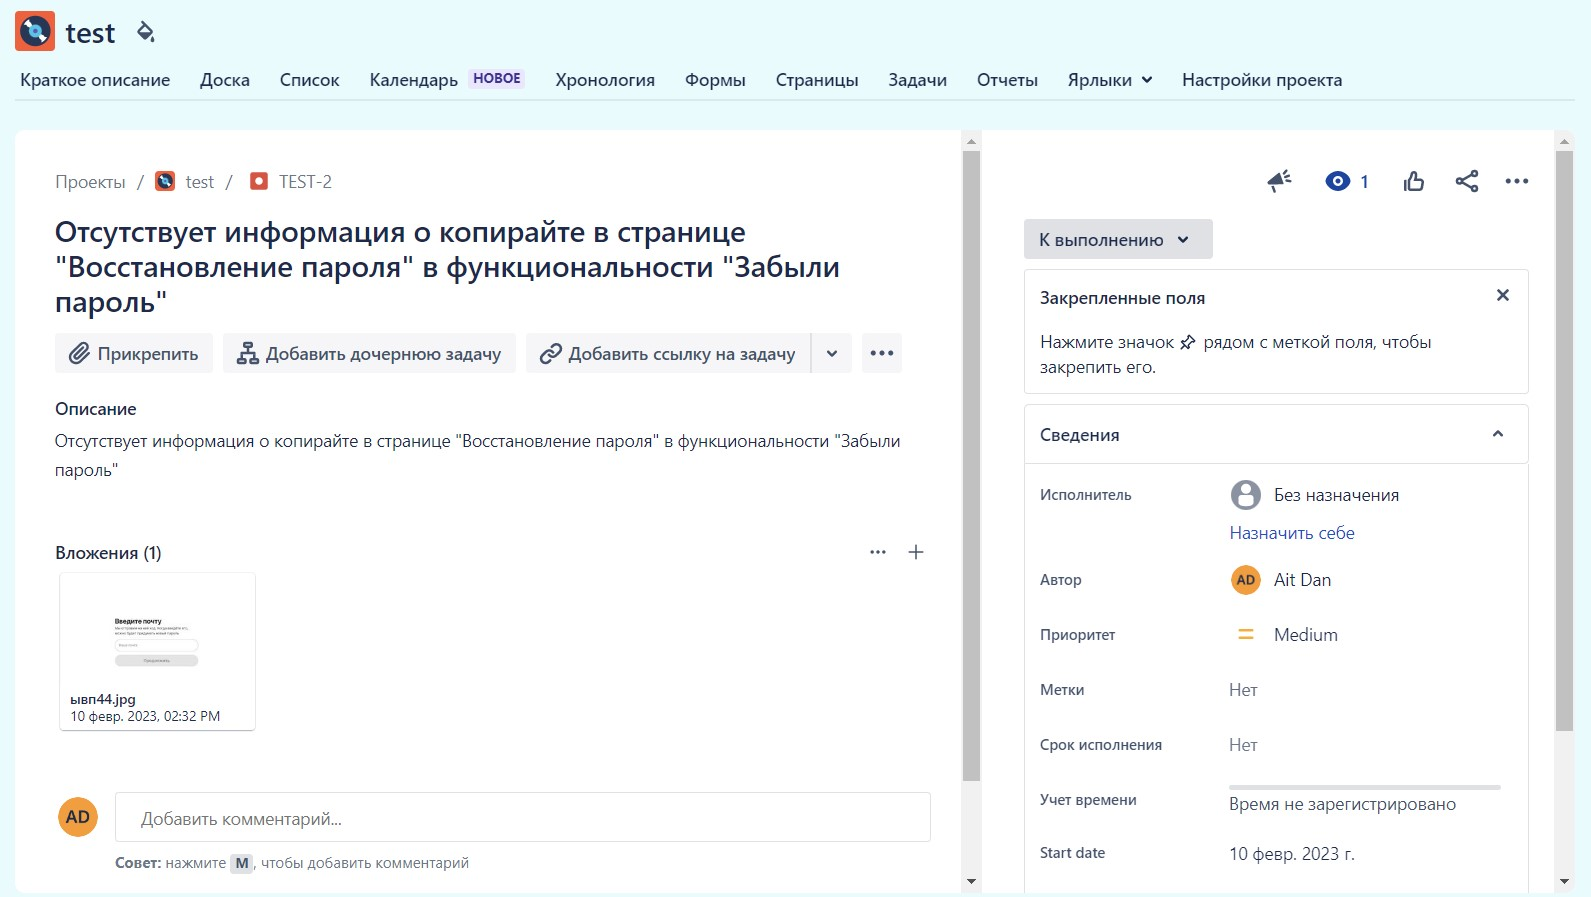 test
Краткое описание Доска Список Календарь НОВОЕ Хронология Формы Страницы Задачи Отчеты Ярлыки Настройки проекта
Проекты / test / TEST-2
Отсутствует информация о копирайте в странице
"Восстановление пароля" в функциональности "Забыли
пароль"
Прикрепить Добавить дочернюю задачу Добавить ссылку на задачу
Описание
Отсутствует информация о копирайте в странице "Восстановление пароля" в функциональности "Забыли
пароль"
Вложения (1)
Введите почту
ывп44.jpg
10 февр. 2023, 02:32 PM
AD Добавить комментарий...
Совет: нажмите M, чтобы добавить комментарий
1
К выполнению
Закрепленные поля
Нажмите значок рядом с меткой поля, чтобы
закрепить его.
Сведения
Исполнитель Без назначения
Назначить себе
Автор AD Ait Dan
Приоритет Medium
Метки Нет
Срок исполнения Нет
Учет времени Время не зарегистрировано
Start date 10 февр. 2023 г.